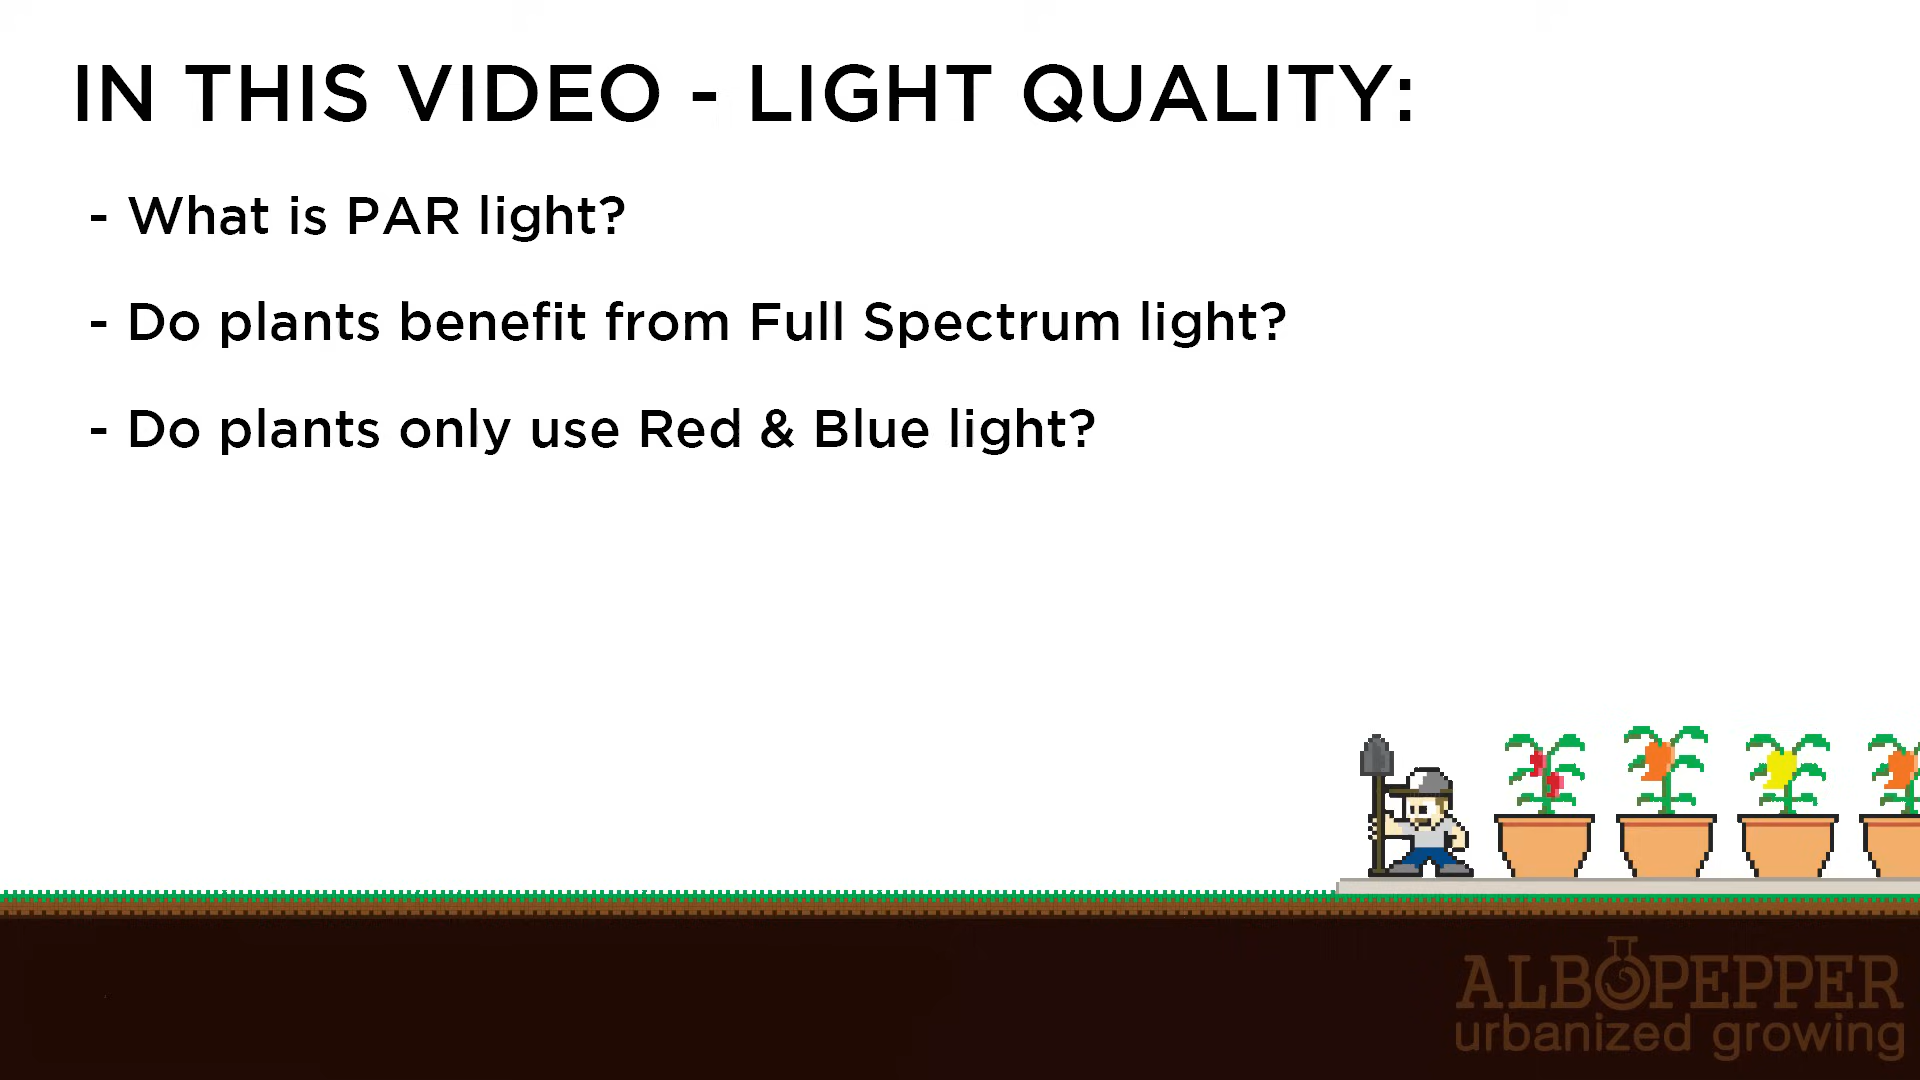 IN THIS VIDEO - LIGHT QUALITY:
- What is PAR light?
- Do plants benefit from Full Spectrum light?
- Do plants only use Red & Blue light?
ALBOPEPPER
urbanized growing